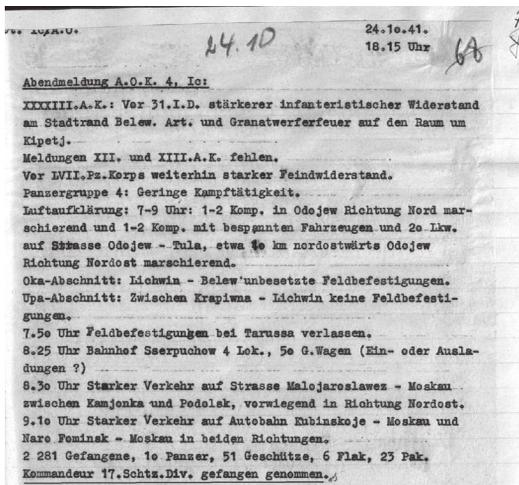 Ic/A.O.
24.10.41.
24.10
18.15 Uhr
68
Abendmeldung A.O.K. 4, Ic:
XXXXIII.A.K.: Vor 31.I.D. stärkerer infanteristischer Widerstand
am Stadtrand Belew. Art. und Granatwerferfeuer auf den Raum um
Kipetj.
Meldungen XII. und XIII.A.K. fehlen.
Vor LVII.Pz.Korps weiterhin starker Feindwiderstand.
Panzergruppe 4: Geringe Kampftätigkeit.
Luftaufklärung: 7-9 Uhr: 1-2 Komp. in Odojew Richtung Nord mar-
schierend und 1-2 Komp. mit bespannten Fahrzeugen und 2o Lkw.
auf Strasse Odojew - Tula, etwa 1o km nordostwärts Odojew
Richtung Nordost marschierend.
Oka-Abschnitt: Lichwin - Belew unbesetzte Feldbefestigungen.
Upa-Abschnitt: Zwischen Krapiwna - Lichwin keine Feldbefesti-
gungen.
7.5o Uhr Feldbefestigungen bei Tarussa verlassen.
8.25 Uhr Bahnhof Sserpuchow 4 Lok., 5o G.Wagen (Ein- oder Ausla-
dungen ?)
8.3o Uhr Starker Verkehr auf Strasse Malojaroslawez - Moskau
zwischen Kamjonka und Podolsk, vorwiegend in Richtung Nordost.
9.1o Uhr Starker Verkehr auf Autobahn Kubinskoje - Moskau und
Naro Fominsk - Moskau in beiden Richtungen.
2 281 Gefangene, 1o Panzer, 51 Geschütze, 6 Flak, 23 Pak.
Kommandeur 17.Schtz.Div. gefangen genommen.